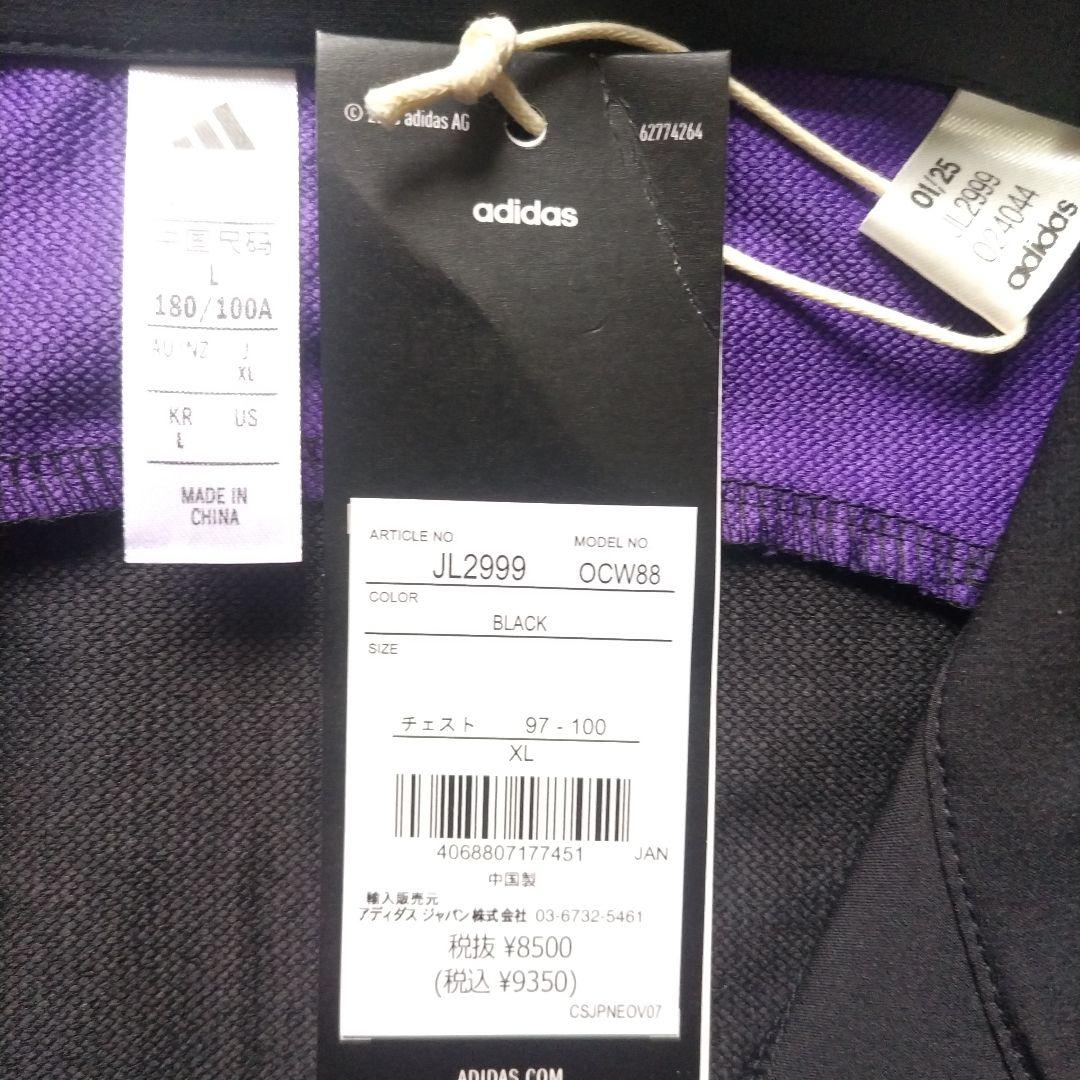 中国尺码
L
180/100A
AU/NZ J
XL
KR US
L
MADE IN
CHINA
© adidas AG
62774264
adidas
ARTICLE NO MODEL NO
JL2999 OCW88
COLOR
BLACK
SIZE
チェスト 97 - 100
XL
4068807177451 JAN
中国製
輸入販売元
アディダス ジャパン株式会社 03-6732-5461
税抜 ¥8500
(税込 ¥9350)
CSJPNEOV07
ADIDAS.COM
01/25
JL2999
024044
adidas